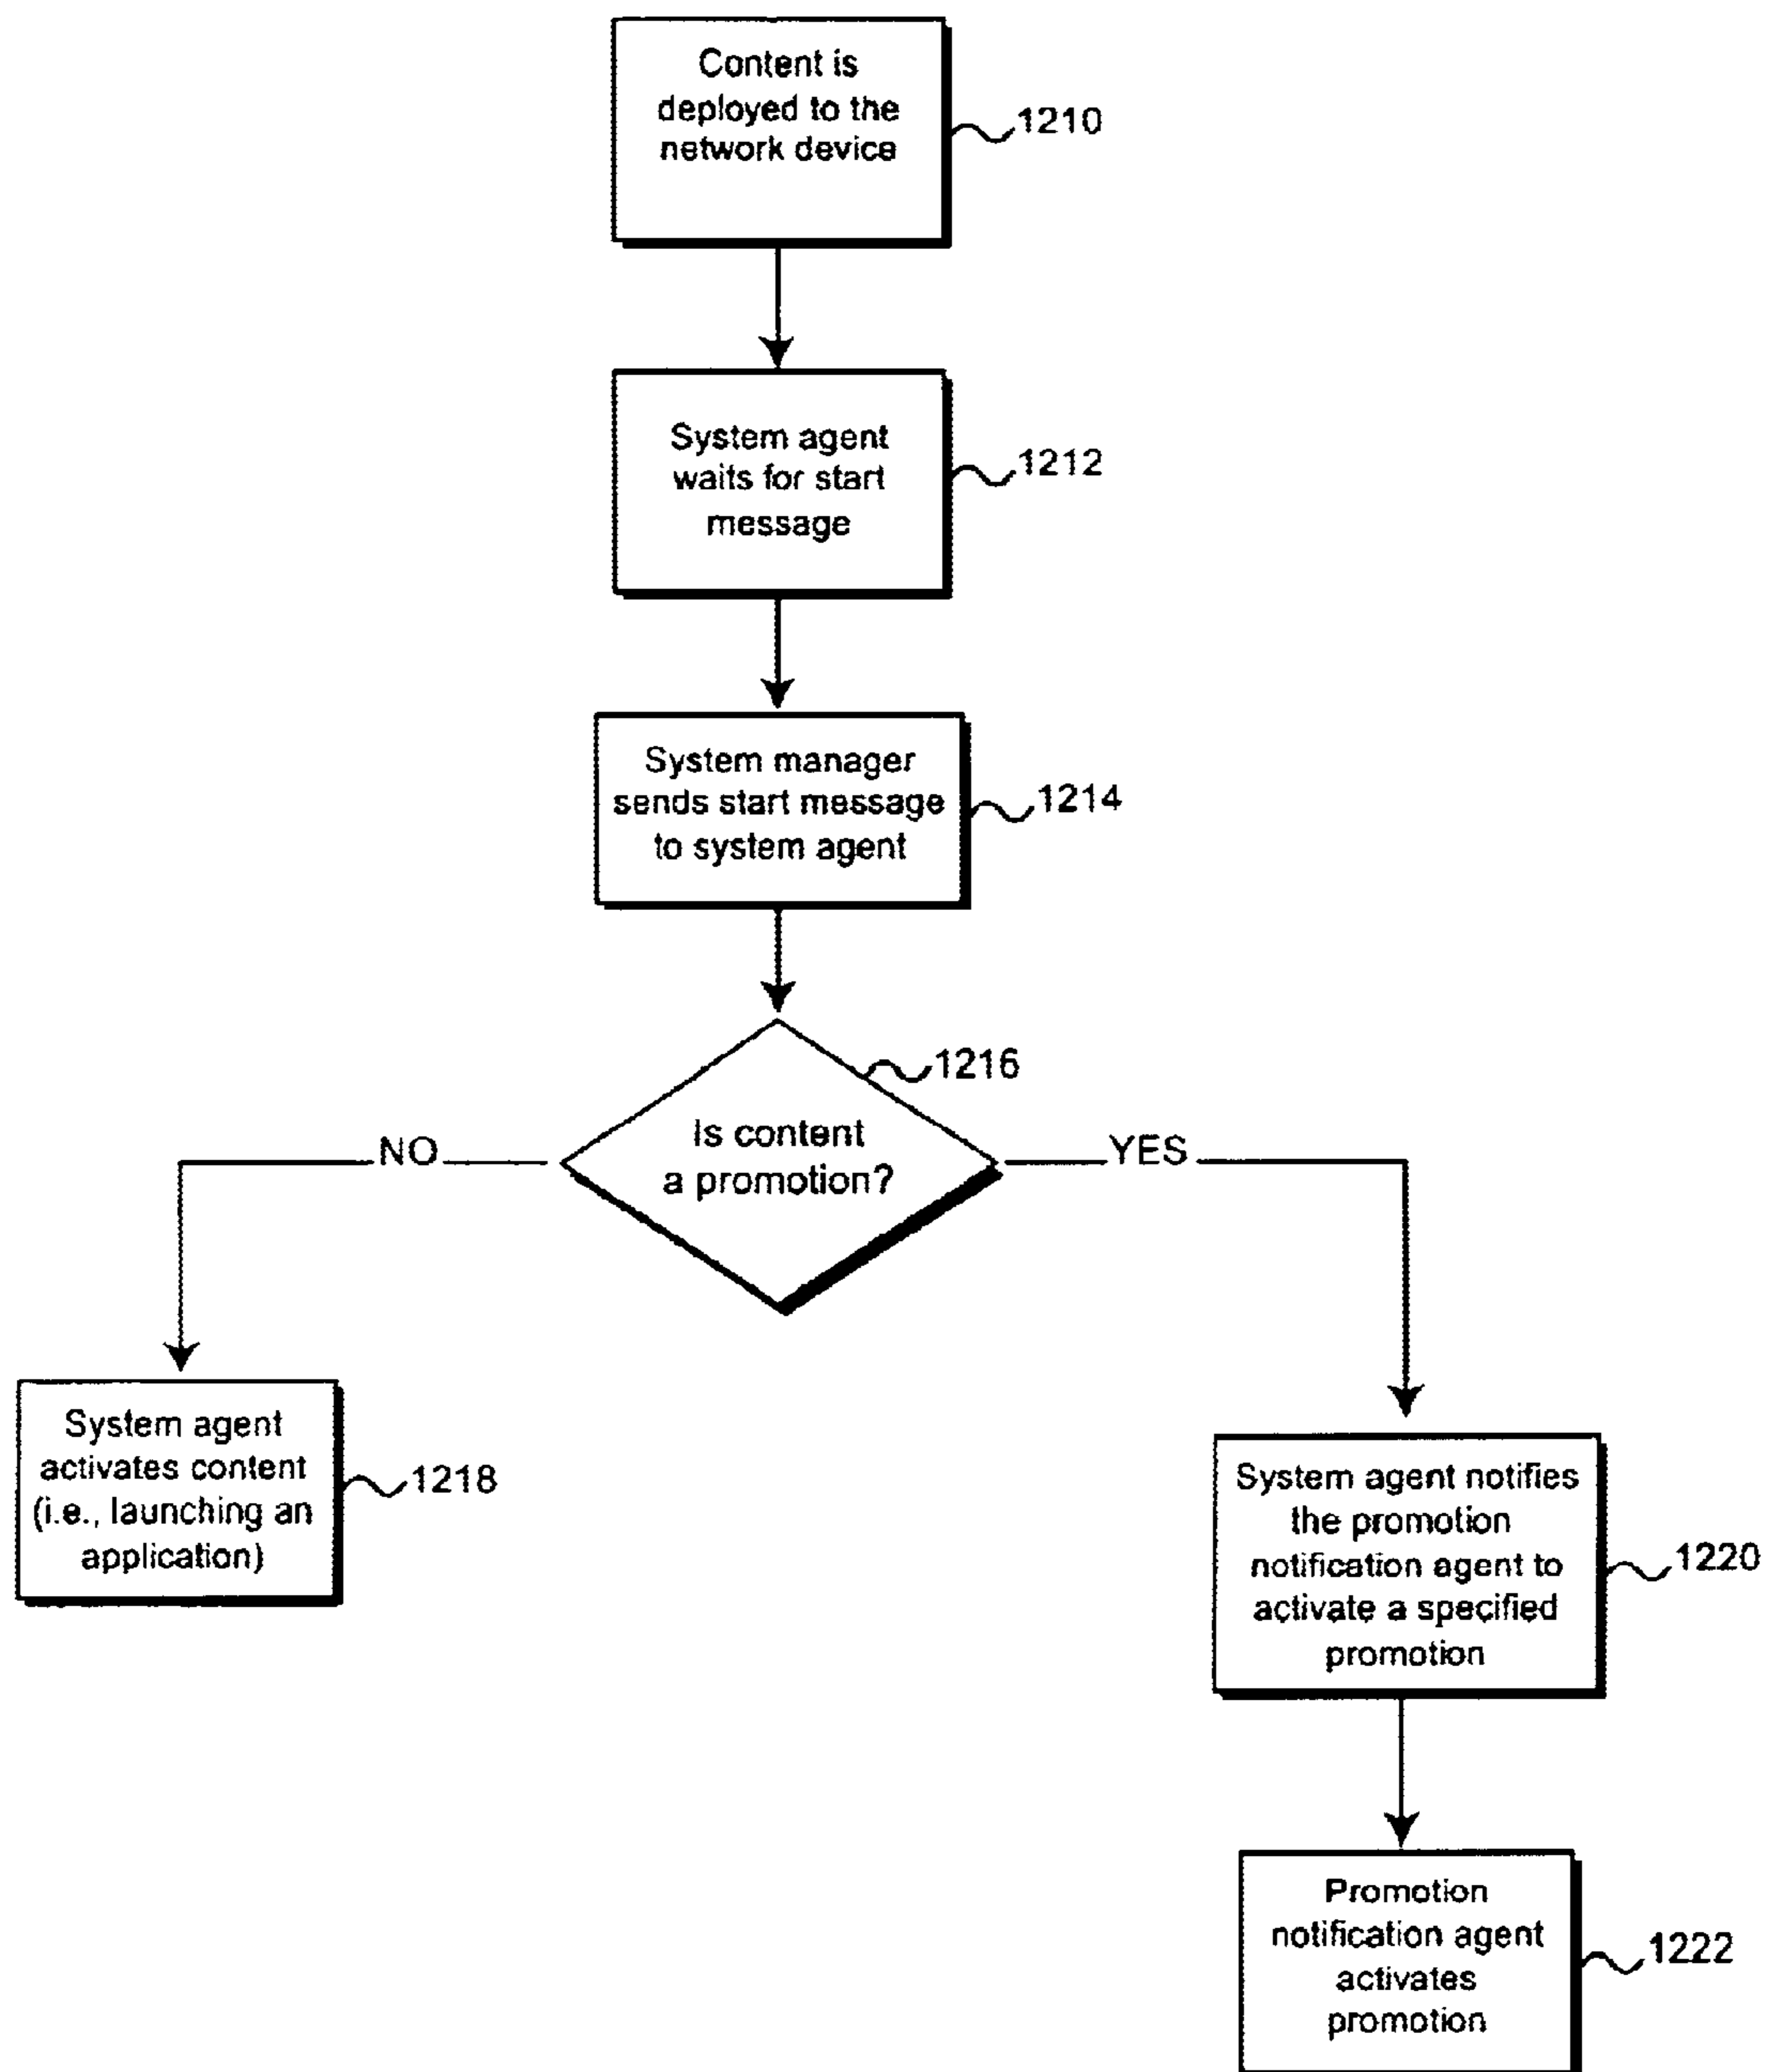 Content is
deployed to the
network device
1210
System agent
waits for start
message
1212
System manager
sends start message
to system agent
1214
1216
Is content
a promotion?
NO
YES
System agent
activates content
(i.e., launching an
application)
1218
System agent notifies
the promotion
notification agent to
activate a specified
promotion
1220
Promotion
notification agent
activates
promotion
1222